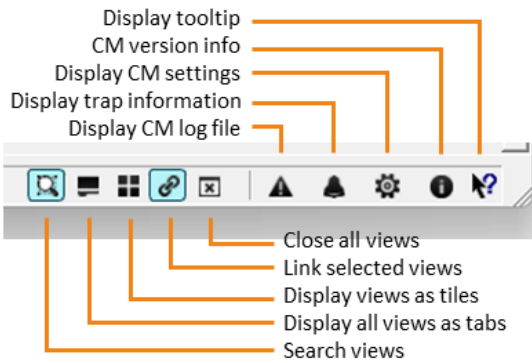 Display tooltip
CM version info
Display CM settings
Display trap information
Display CM log file
Close all views
Link selected views
Display views as tiles
Display all views as tabs
Search views